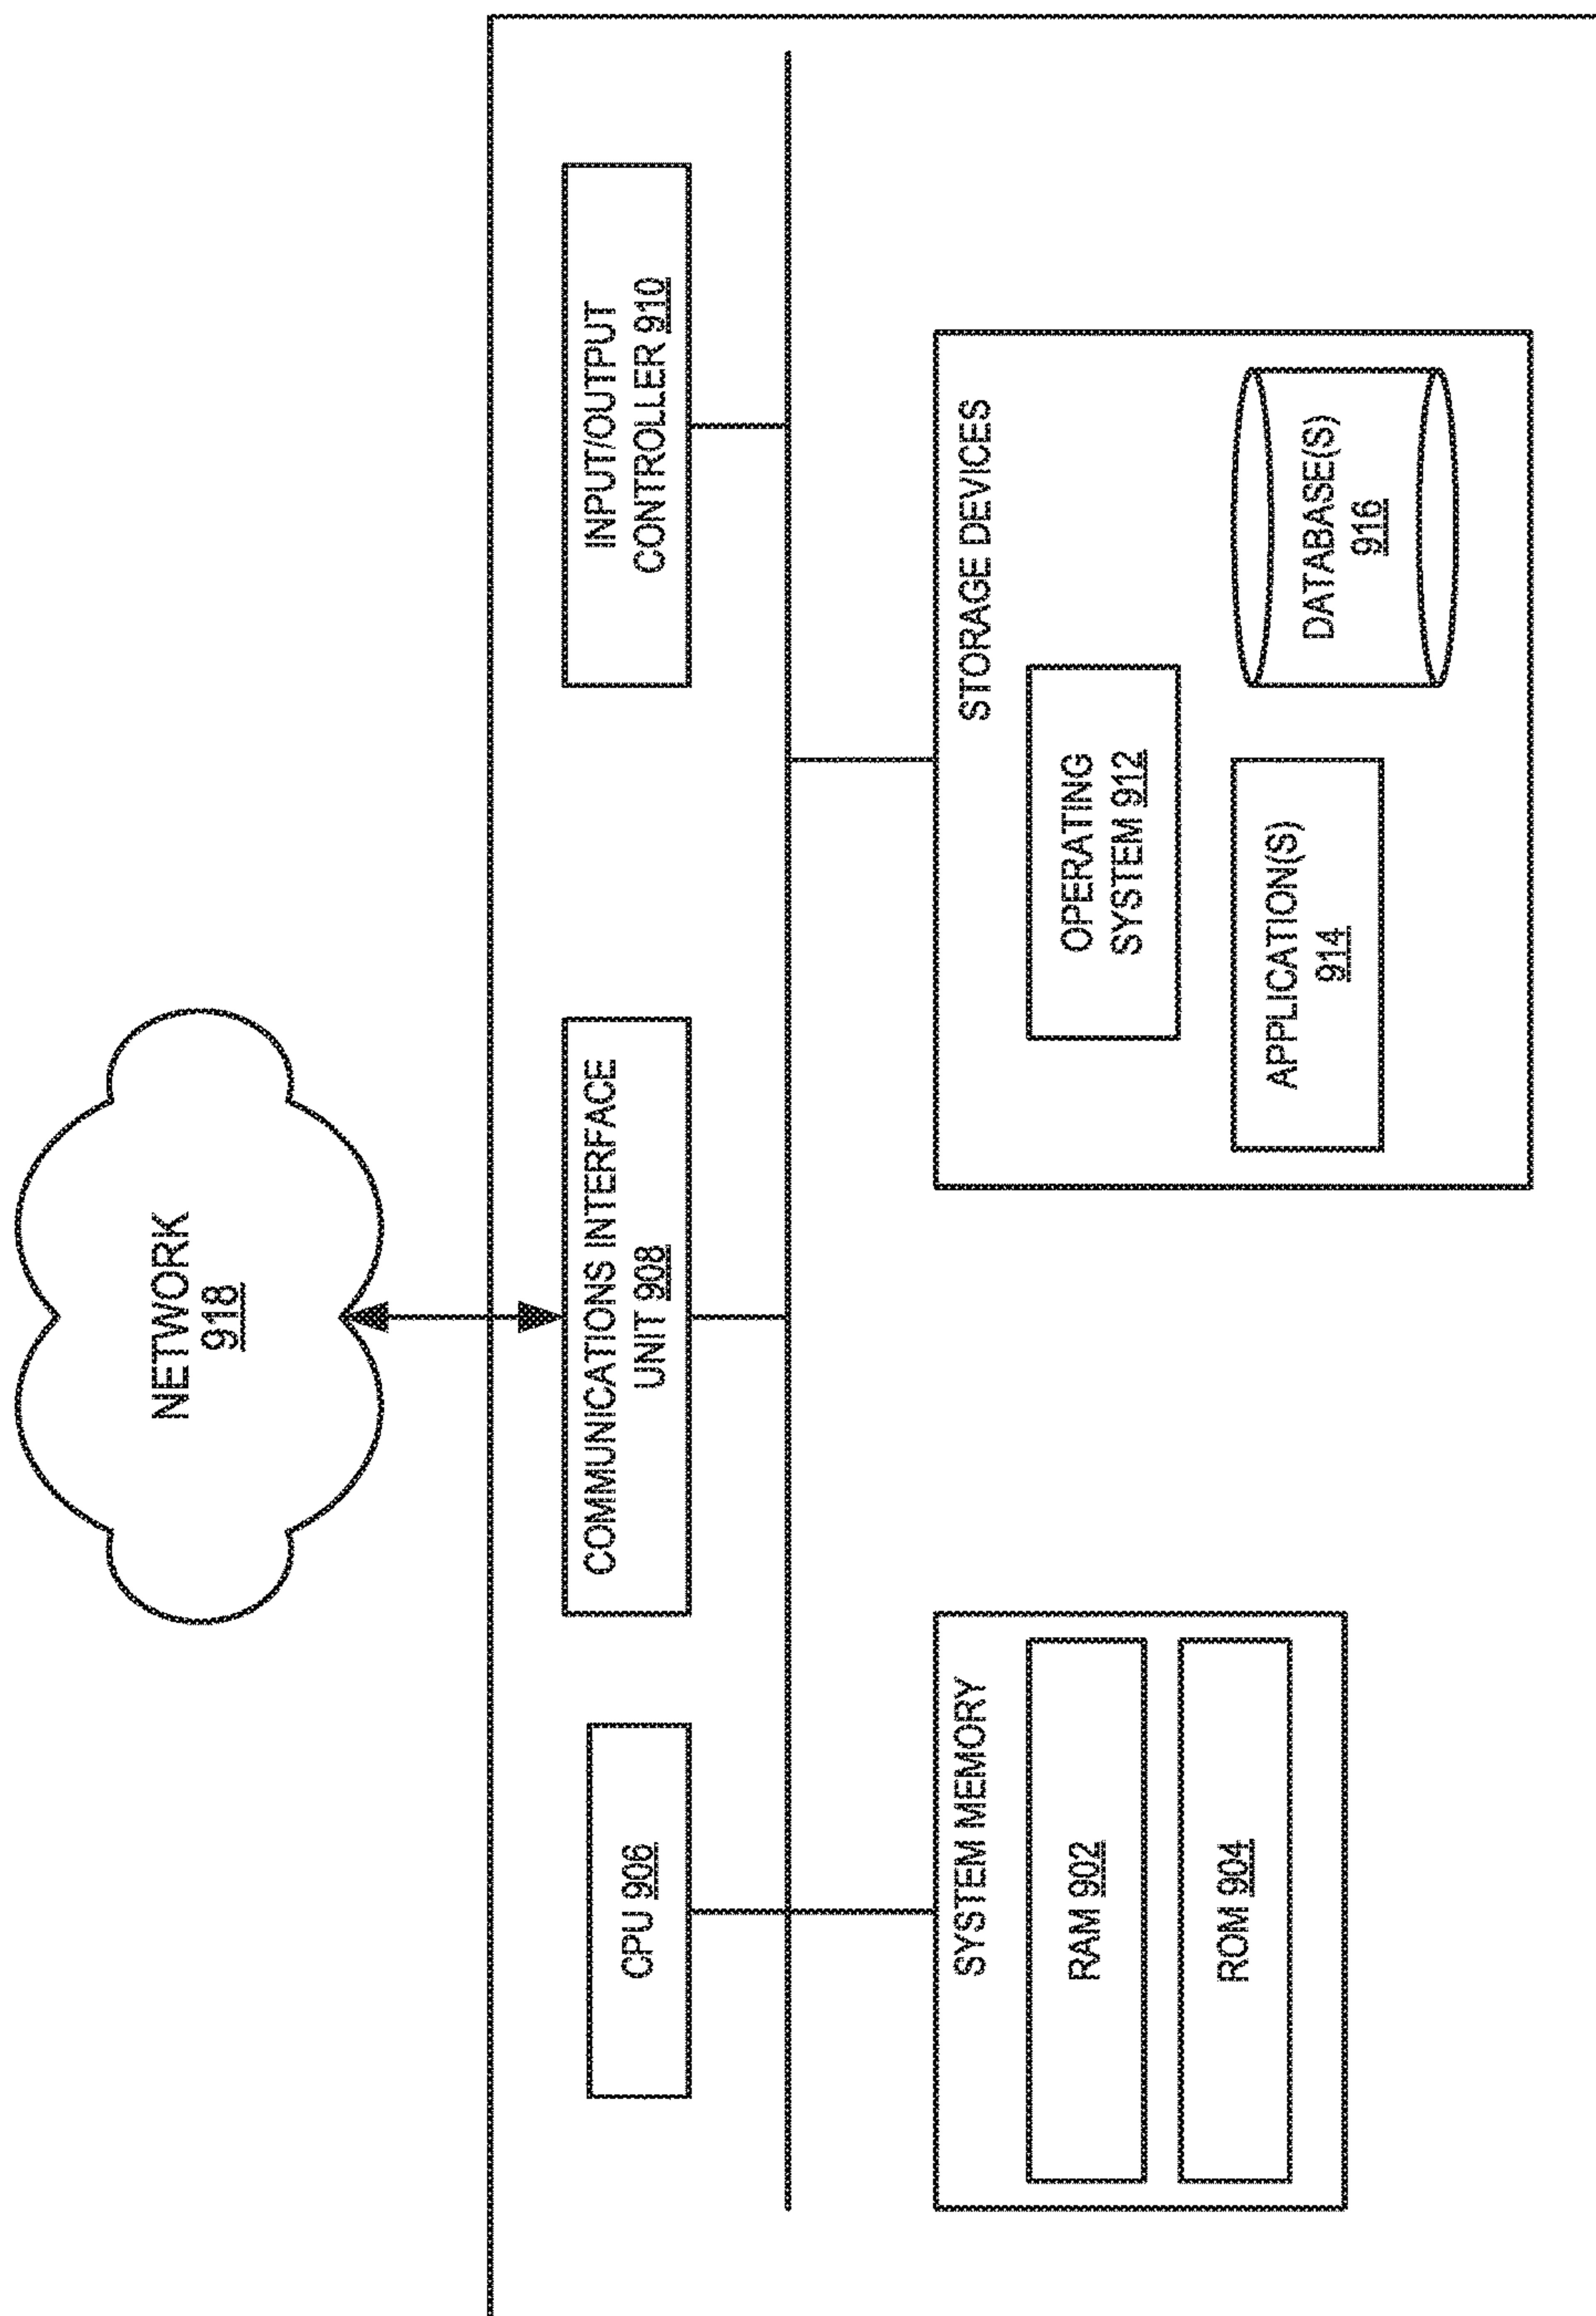 NETWORK
918
CPU 906
COMMUNICATIONS INTERFACE
UNIT 908
INPUT/OUTPUT
CONTROLLER 910
SYSTEM MEMORY
RAM 902
ROM 904
STORAGE DEVICES
OPERATING
SYSTEM 912
APPLICATION(S)
914
DATABASE(S)
916